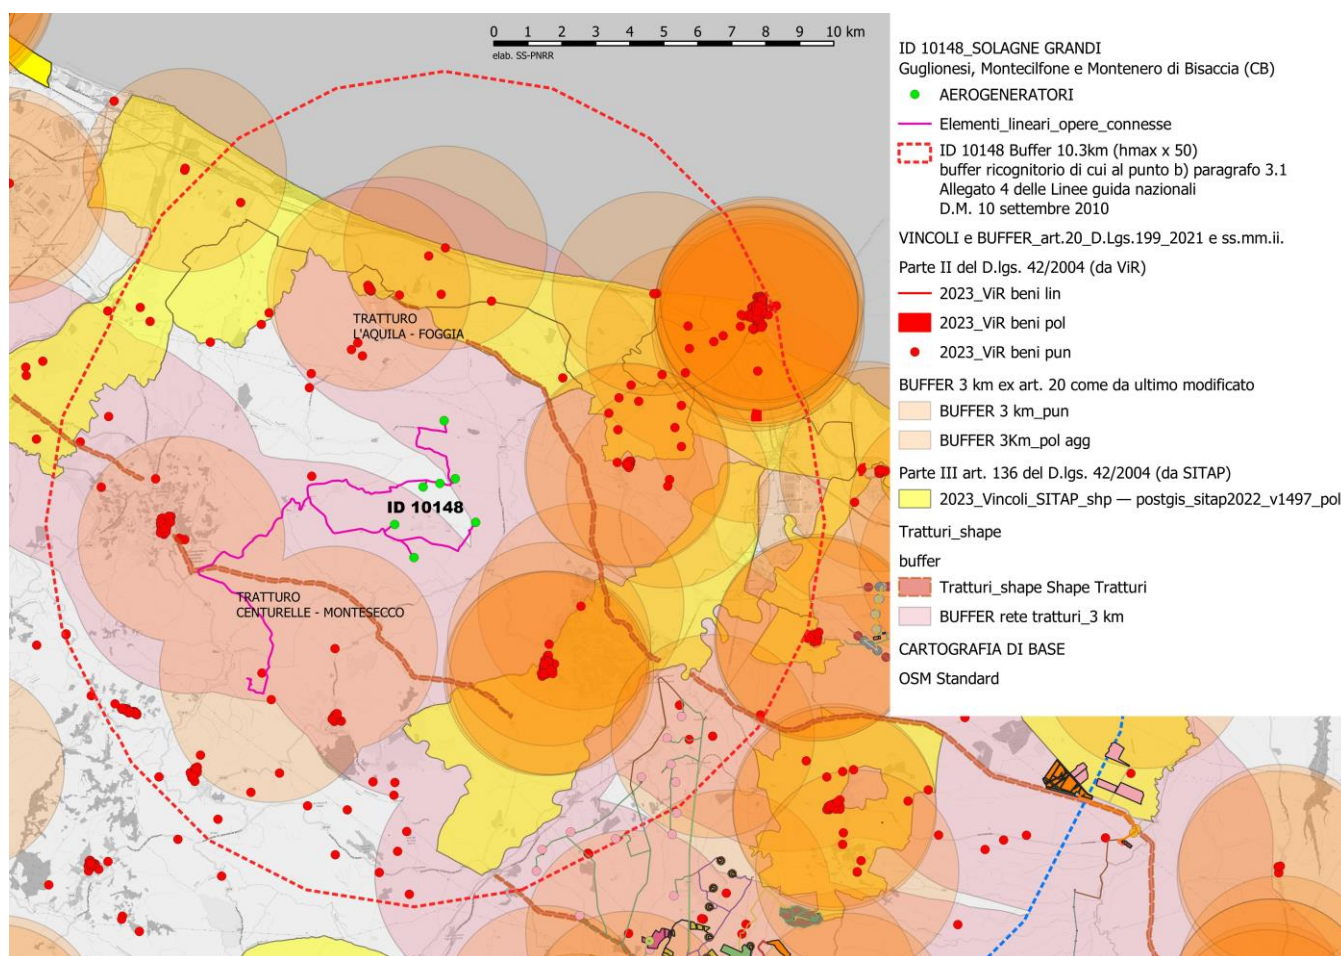 0 1 2 3 4 5 6 7 8 9 10 km
elab. SS-PNRR
TRATTURO
L'AQUILA - FOGGIA
ID 10148
TRATTURO
CENTURELLE - MONTESECCO
ID 10148_SOLAGNE GRANDI
Guglionesi, Montecilfone e Montenero di Bisaccia (CB)
AEROGENERATORI
Elementi_lineari_opere_connesse
ID 10148 Buffer 10.3km (hmax x 50)
buffer ricognitorio di cui al punto b) paragrafo 3.1
Allegato 4 delle Linee guida nazionali
D.M. 10 settembre 2010
VINCOLI e BUFFER_art.20_D.Lgs.199_2021 e ss.mm.ii.
Parte II del D.lgs. 42/2004 (da ViR)
2023_ViR beni lin
2023_ViR beni pol
2023_ViR beni pun
BUFFER 3 km ex art. 20 come da ultimo modificato
BUFFER 3 km_pun
BUFFER 3Km_pol agg
Parte III art. 136 del D.lgs. 42/2004 (da SITAP)
2023_Vincoli_SITAP_shp — postgis_sitap2022_v1497_pol
Tratturi_shape
buffer
Tratturi_shape Shape Tratturi
BUFFER rete tratturi_3 km
CARTOGRAFIA DI BASE
OSM Standard